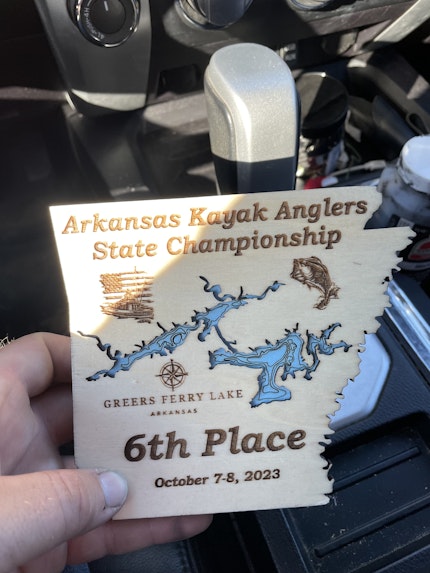 Arkansas Kayak Anglers
State Championship
GREERS FERRY LAKE
ARKANSAS
6th Place
October 7-8, 2023